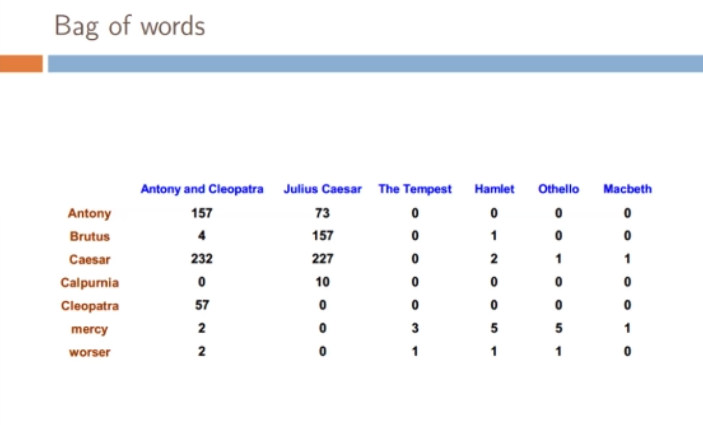 Bag of words
Antony and Cleopatra Julius Caesar The Tempest Hamlet Othello Macbeth
Antony 157 73 0 0 0 0
Brutus 4 157 0 1 0 0
Caesar 232 227 0 2 1 1
Calpurnia 0 10 0 0 0 0
Cleopatra 57 0 0 0 0 0
mercy 2 0 3 5 5 1
worser 2 0 1 1 1 0